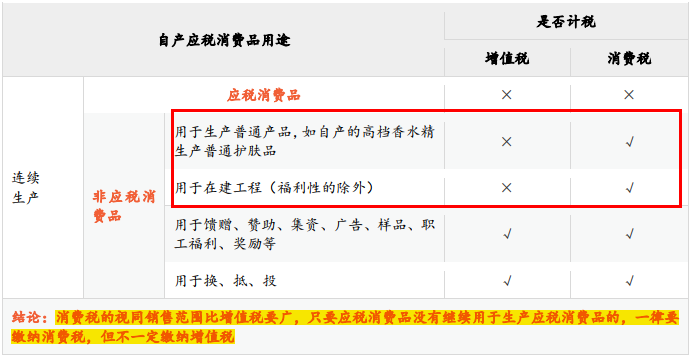 自产应税消费品用途
是否计税
增值税
消费税
连续
生产
应税消费品
×
×
非应税消
费品
用于生产普通产品,如自产的高档香水精
生产普通护肤品
×
√
用于在建工程（福利性的除外）
×
√
用于馈赠、赞助、集资、广告、样品、职
工福利、奖励等
√
√
用于换、抵、投
√
√
结论：消费税的视同销售范围比增值税要广，只要应税消费品没有继续用于生产应税消费品的，一律要
缴纳消费税，但不一定缴纳增值税